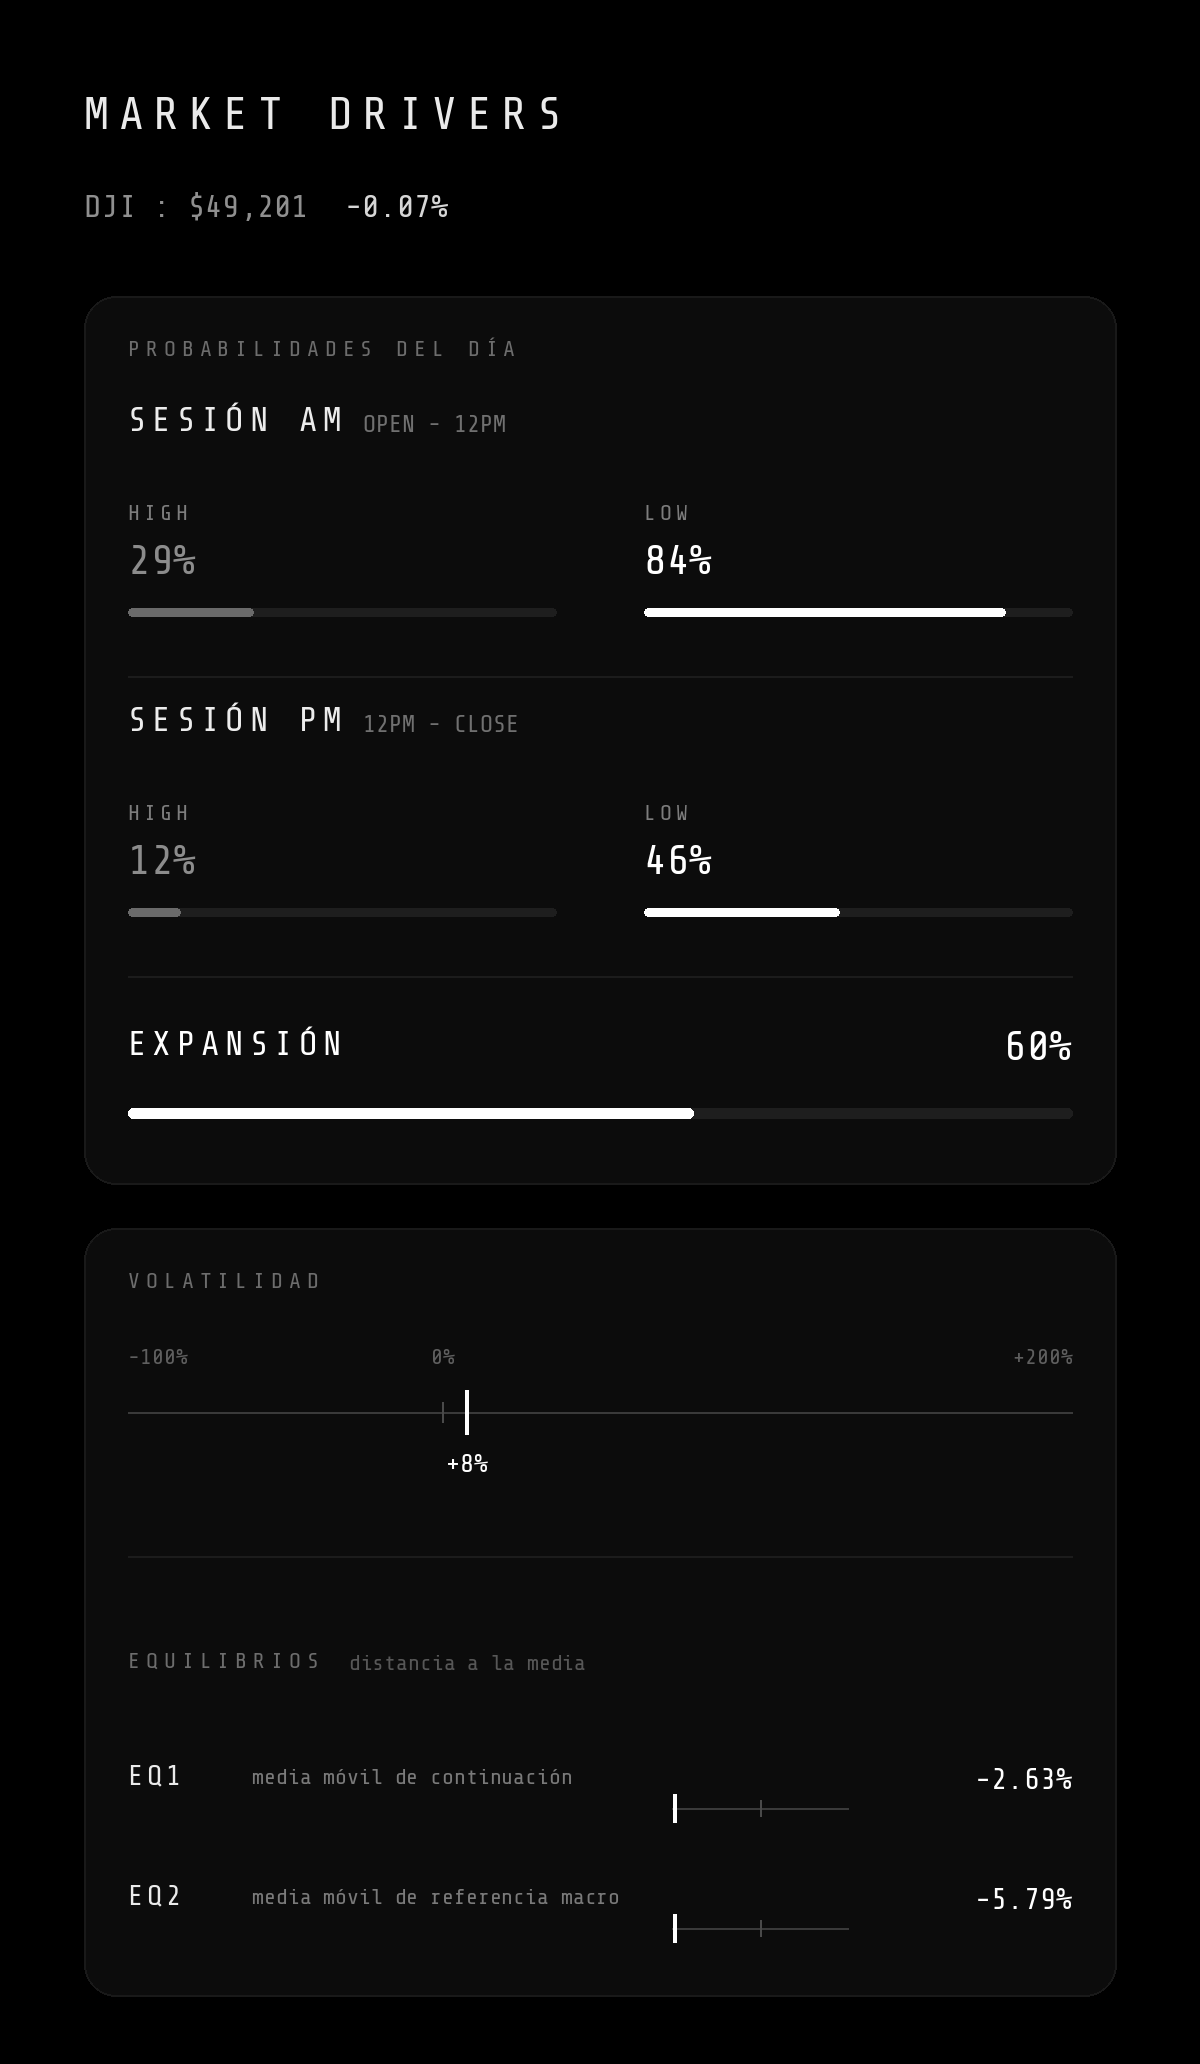 MARKET DRIVERS
DJI : $49,201 -0.07%
PROBABILIDADES DEL DÍA
SESIÓN AM OPEN - 12PM
HIGH LOW
29% 84%
SESIÓN PM 12PM - CLOSE
HIGH LOW
12% 46%
EXPANSIÓN 60%
VOLATILIDAD
-100% 0% +200%
+8%
EQUILIBRIOS distancia a la media
EQ1 media móvil de continuación -2.63%
EQ2 media móvil de referencia macro -5.79%